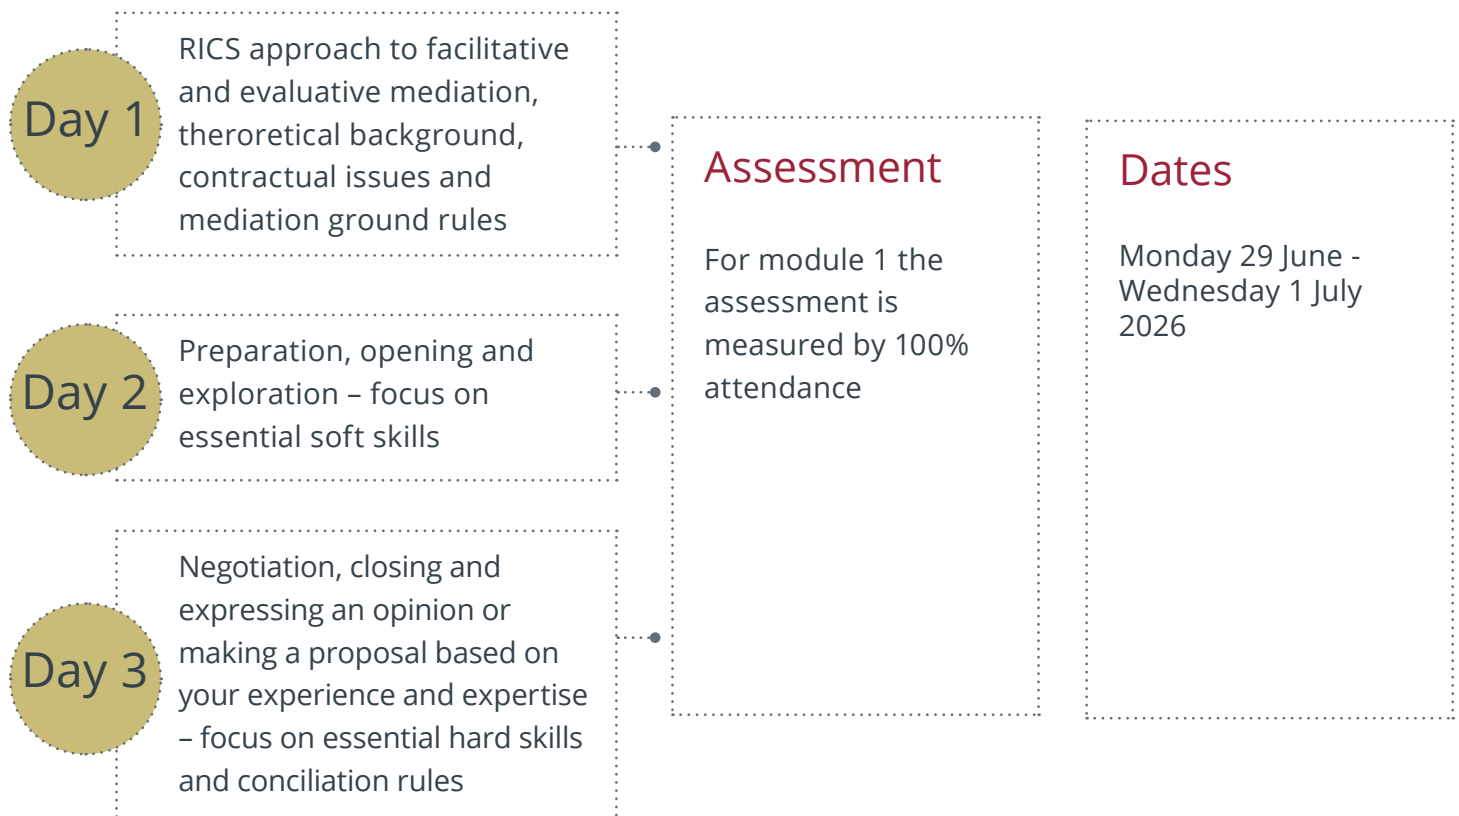 Day 1
RICS approach to facilitative
and evaluative mediation,
theroretical background,
contractual issues and
mediation ground rules
Day 2
Preparation, opening and
exploration – focus on
essential soft skills
Day 3
Negotiation, closing and
expressing an opinion or
making a proposal based on
your experience and expertise
– focus on essential hard skills
and conciliation rules
Assessment
For module 1 the
assessment is
measured by 100%
attendance
Dates
Monday 29 June -
Wednesday 1 July
2026